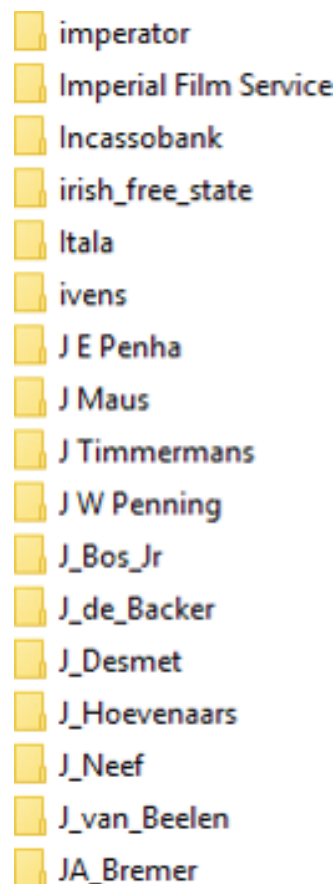 imperator
Imperial Film Service
Incassobank
irish_free_state
Itala
ivens
J E Penha
J Maus
J Timmermans
J W Penning
J_Bos_Jr
J_de_Backer
J_Desmet
J_Hoevenaars
J_Neef
J_van_Beelen
JA_Bremer